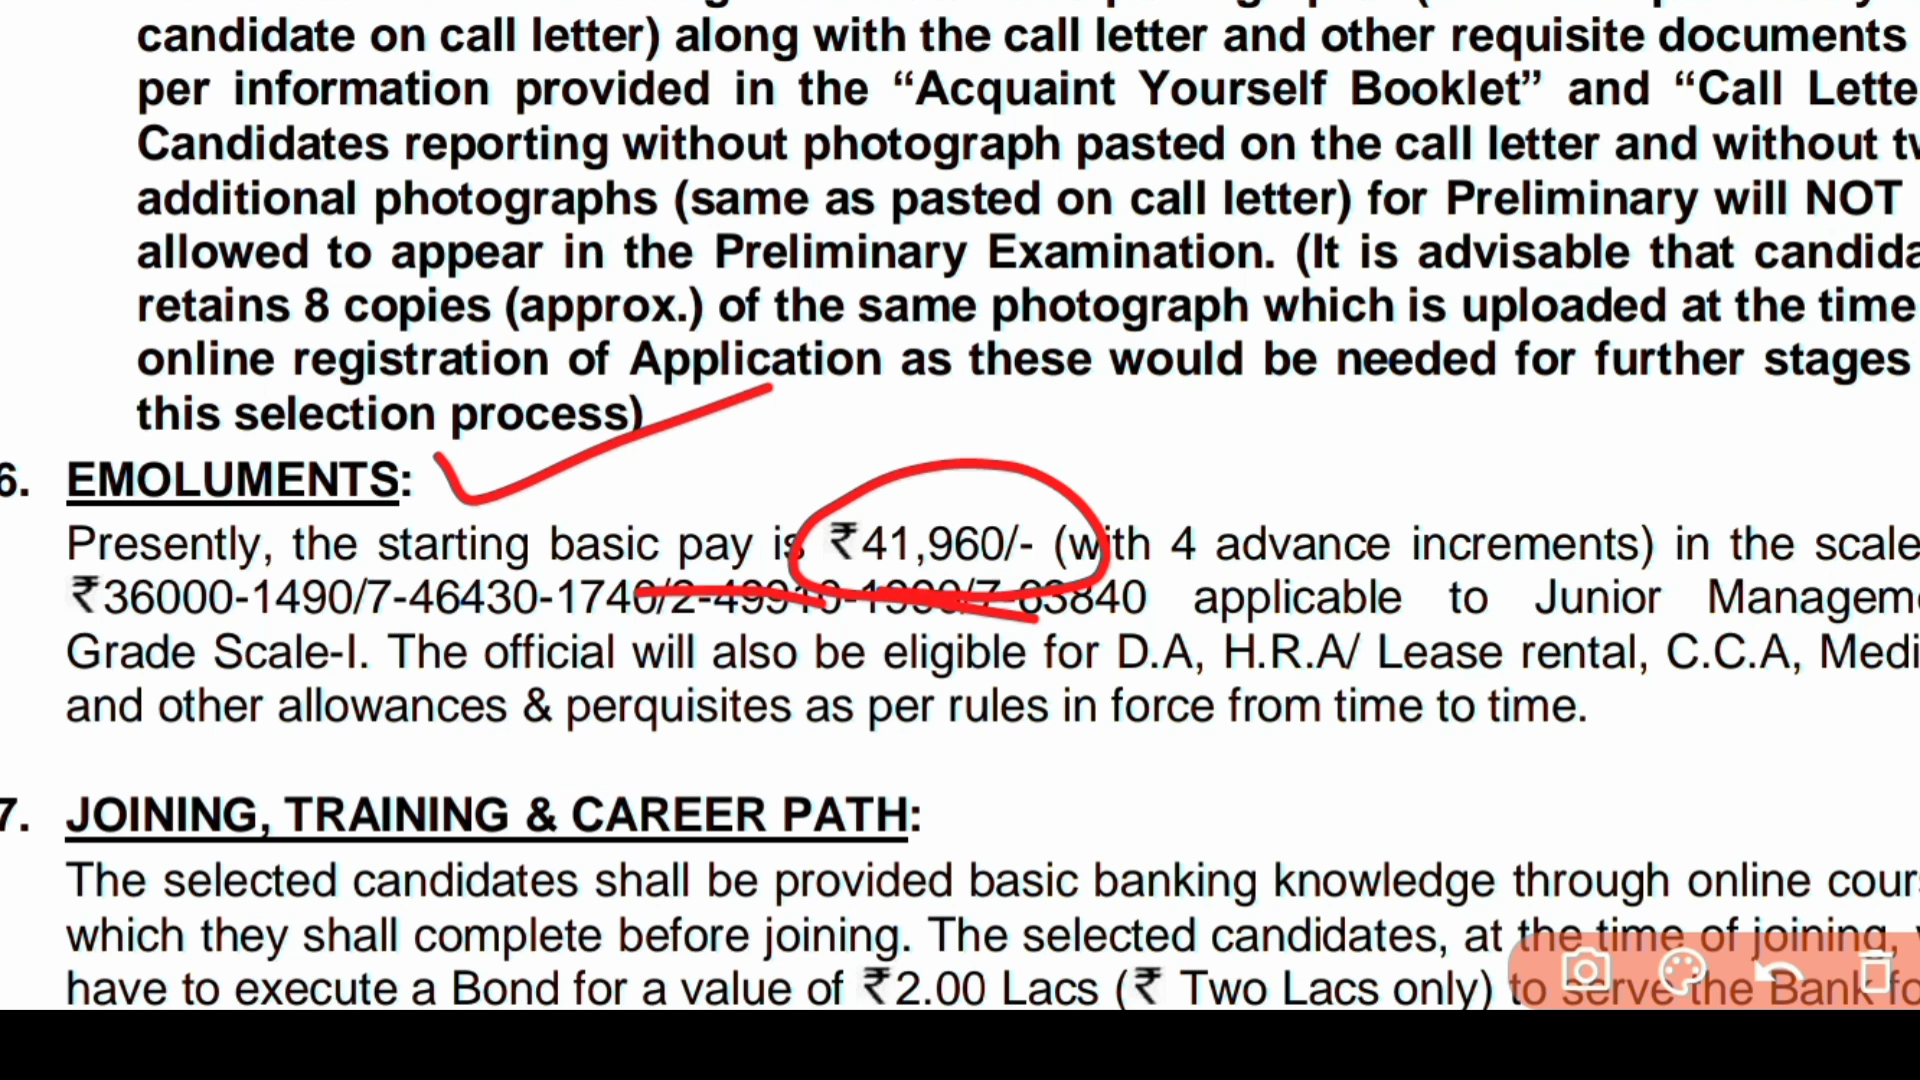 candidate on call letter) along with the call letter and other requisite documents
per information provided in the “Acquaint Yourself Booklet” and “Call Lette
Candidates reporting without photograph pasted on the call letter and without tw
additional photographs (same as pasted on call letter) for Preliminary will NOT
allowed to appear in the Preliminary Examination. (It is advisable that candida
retains 8 copies (approx.) of the same photograph which is uploaded at the time
online registration of Application as these would be needed for further stages
this selection process)
6. EMOLUMENTS:
Presently, the starting basic pay is ₹41,960/- (with 4 advance increments) in the scale
₹36000-1490/7-46430-1740/2-49910-1990/7-63840 applicable to Junior Manageme
Grade Scale-I. The official will also be eligible for D.A, H.R.A/ Lease rental, C.C.A, Medi
and other allowances & perquisites as per rules in force from time to time.
7. JOINING, TRAINING & CAREER PATH:
The selected candidates shall be provided basic banking knowledge through online cour
which they shall complete before joining. The selected candidates, at the time of joining,
have to execute a Bond for a value of ₹2.00 Lacs (₹ Two Lacs only) to serve the Bank fo